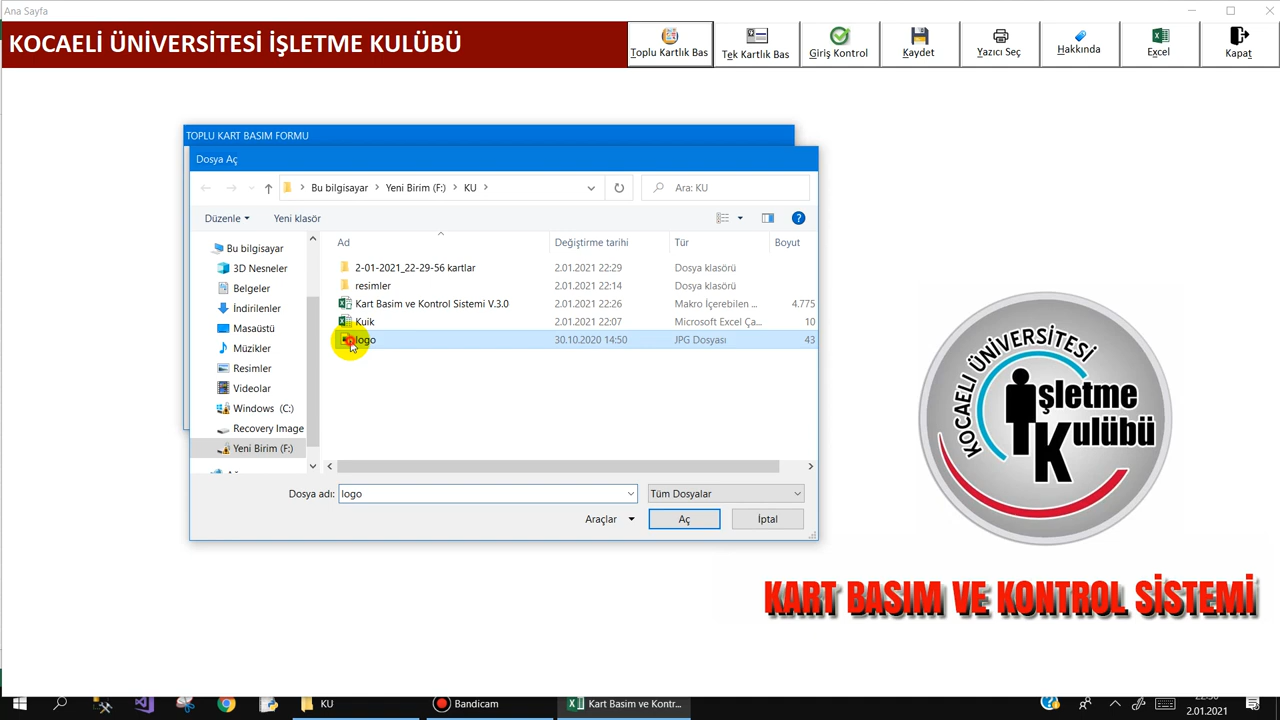 Ana Sayfa
KOCAELİ ÜNİVERSİTESİ İŞLETME KULÜBÜ
Toplu Kartlık Bas
Tek Kartlık Bas
Giriş Kontrol
Kaydet
Yazıcı Seç
Hakkında
Excel
Kapat
TOPLU KART BASIM FORMU
Dosya Aç
Bu bilgisayar > Yeni Birim (F:) > KU >
Ara: KU
Düzenle
Yeni klasör
Ad
Değiştirme tarihi
Tür
Boyut
Bu bilgisayar
3D Nesneler
Belgeler
İndirilenler
Masaüstü
Müzikler
Resimler
Videolar
Windows (C:)
Recovery Image
Yeni Birim (F:)
2-01-2021_22-29-56 kartlar 2.01.2021 22:29 Dosya klasörü
resimler 2.01.2021 22:14 Dosya klasörü
Kart Basim ve Kontrol Sistemi V.3.0 2.01.2021 22:26 Makro İçerebilen ... 4.775
Kuik 2.01.2021 22:07 Microsoft Excel Ça... 10
logo 30.10.2020 14:50 JPG Dosyası 43
Dosya adı: logo
Tüm Dosyalar
Araçlar
Aç
İptal
KOCAELİ ÜNİVERSİTESİ
işletme
Kulübü
KART BASIM VE KONTROL SİSTEMİ
KU
Bandicam
Kart Basim ve Kontr...
2.01.2021